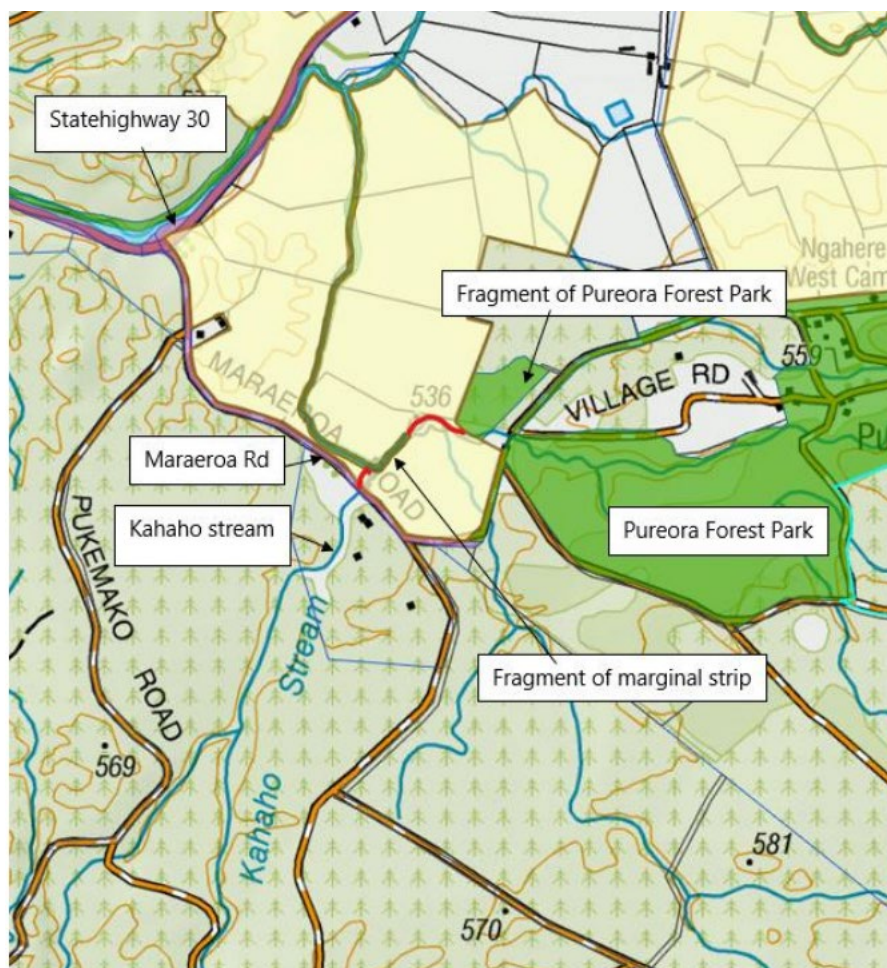 Statehighway 30
Ngahere
West Cam
Fragment of Pureora Forest Park
559
VILLAGE RD
536
MARAEROA
ROAD
Maraeroa Rd
Kahaho stream
Pureora Forest Park
PUKEMAKO
ROAD
Fragment of marginal strip
Kahaho
Stream
569
581
570